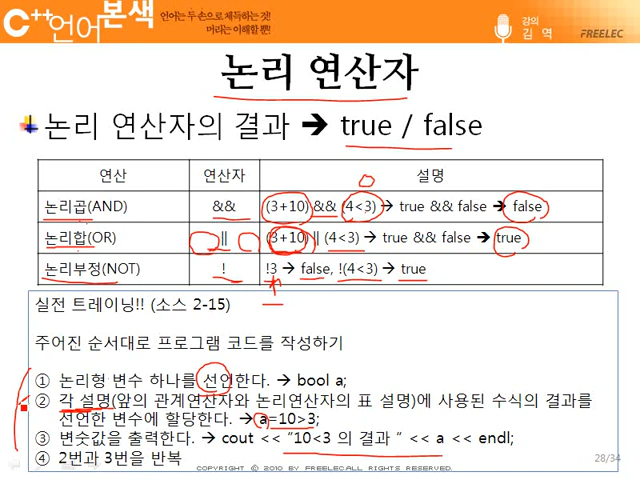 C++언어본색 언어는 두 손으로 체득하는 것!
머리는 이해할 뿐!
강의
김 역
FREELEC
논리 연산자
논리 연산자의 결과 → true / false
연산 연산자 설명
논리곱(AND) && (3+10) && (4<3) → true && false → false
논리합(OR) || (3+10) || (4<3) → true && false → true
논리부정(NOT) ! !3 → false, !(4<3) → true
실전 트레이닝!! (소스 2-15)
주어진 순서대로 프로그램 코드를 작성하기
① 논리형 변수 하나를 선언한다. → bool a;
② 각 설명(앞의 관계연산자와 논리연산자의 표 설명)에 사용된 수식의 결과를
선언한 변수에 할당한다. → a=10>3;
③ 변숫값을 출력한다. → cout << "10<3 의 결과 " << a << endl;
④ 2번과 3번을 반복
28/34
COPYRIGHT ⓒ 2010 BY FREELEC.ALL RIGHTS RESERVED.